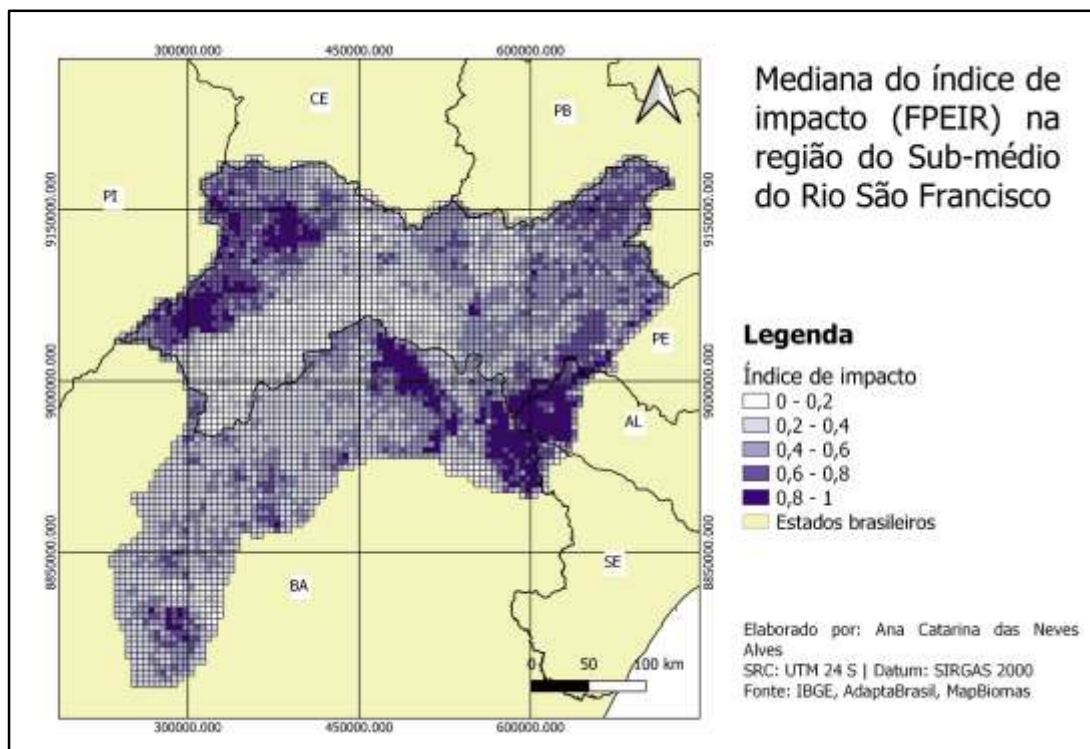 300000.000 450000.000 600000.000
CE
PB
PI
9150000.000 9150000.000
PE
9000000.000 9000000.000
AL
8850000.000 8850000.000
SE
BA
0 50 100 km
300000.000 450000.000 600000.000
Mediana do índice de
impacto (FPEIR) na
região do Sub-médio
do Rio São Francisco
Legenda
Índice de impacto
0 - 0,2
0,2 - 0,4
0,4 - 0,6
0,6 - 0,8
0,8 - 1
Estados brasileiros
Elaborado por: Ana Catarina das Neves
Alves
SRC: UTM 24 S | Datum: SIRGAS 2000
Fonte: IBGE, AdaptaBrasil, MapBiomas